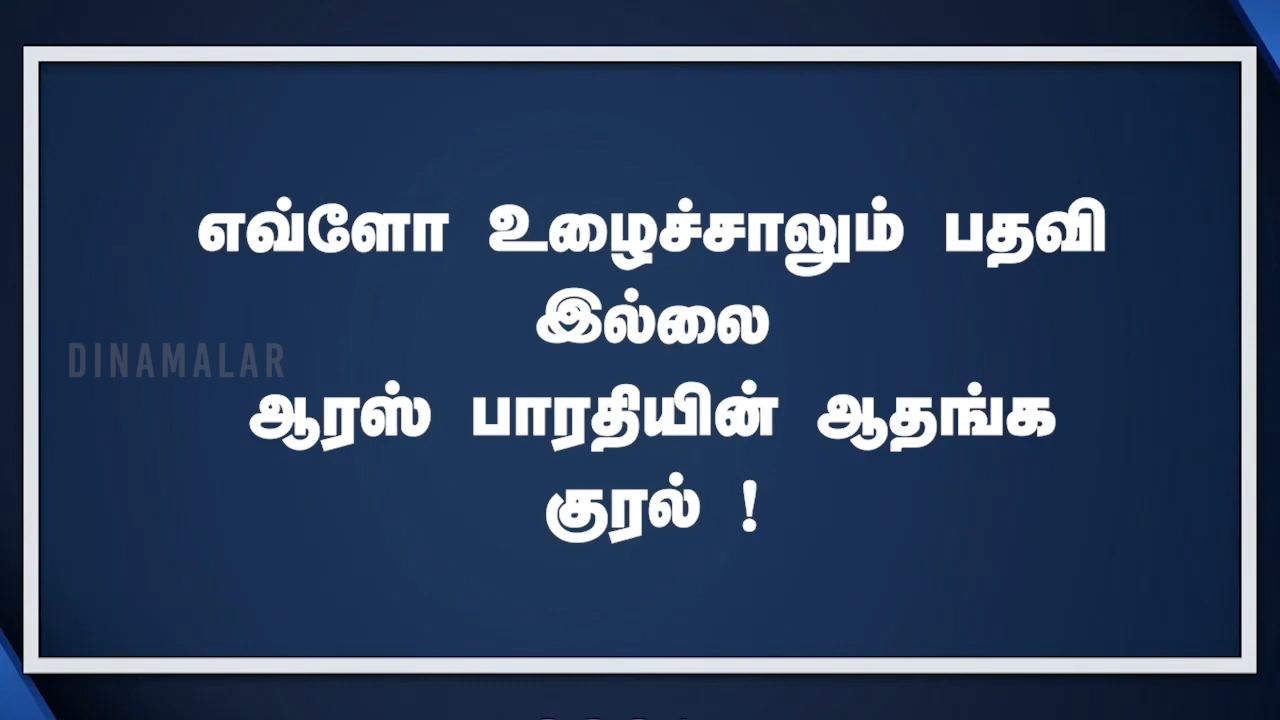 எவ்ளோ உழைச்சாலும் பதவி
இல்லை
DINAMALAR
ஆரஸ் பாரதியின் ஆதங்க
குரல் !